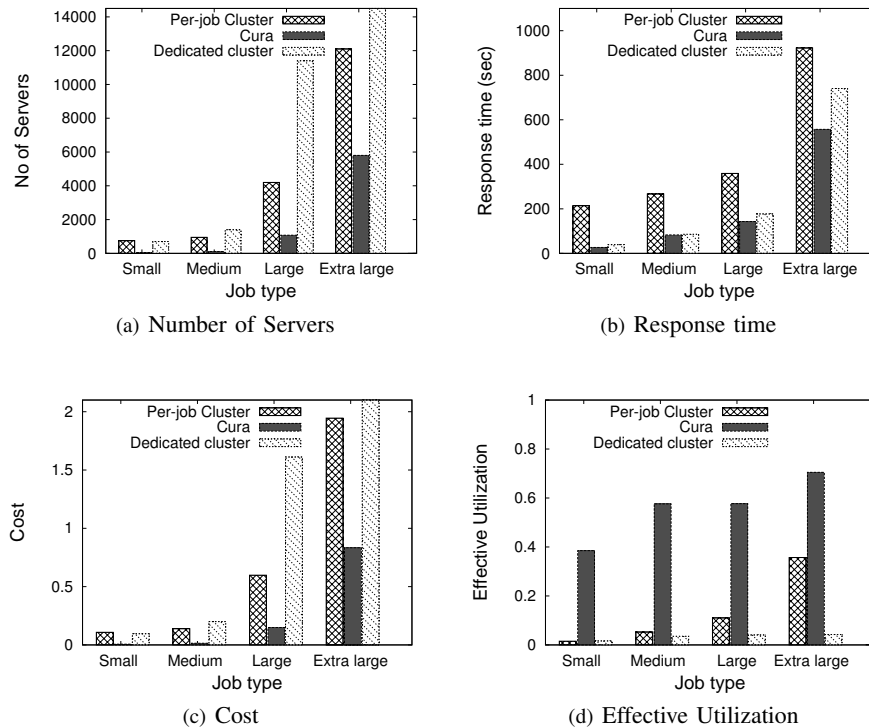 14000
12000
10000
8000
6000
4000
2000
0
No of Servers
Per-job Cluster
Cura
Dedicated cluster
Small Medium Large Extra large
Job type
(a) Number of Servers
1000
800
600
400
200
0
Response time (sec)
Per-job Cluster
Cura
Dedicated cluster
Small Medium Large Extra large
Job type
(b) Response time
2
1.5
1
0.5
0
Cost
Per-job Cluster
Cura
Dedicated cluster
Small Medium Large Extra large
Job type
(c) Cost
1
0.8
0.6
0.4
0.2
0
Effective Utilization
Per-job Cluster
Cura
Dedicated cluster
Small Medium Large Extra large
Job type
(d) Effective Utilization